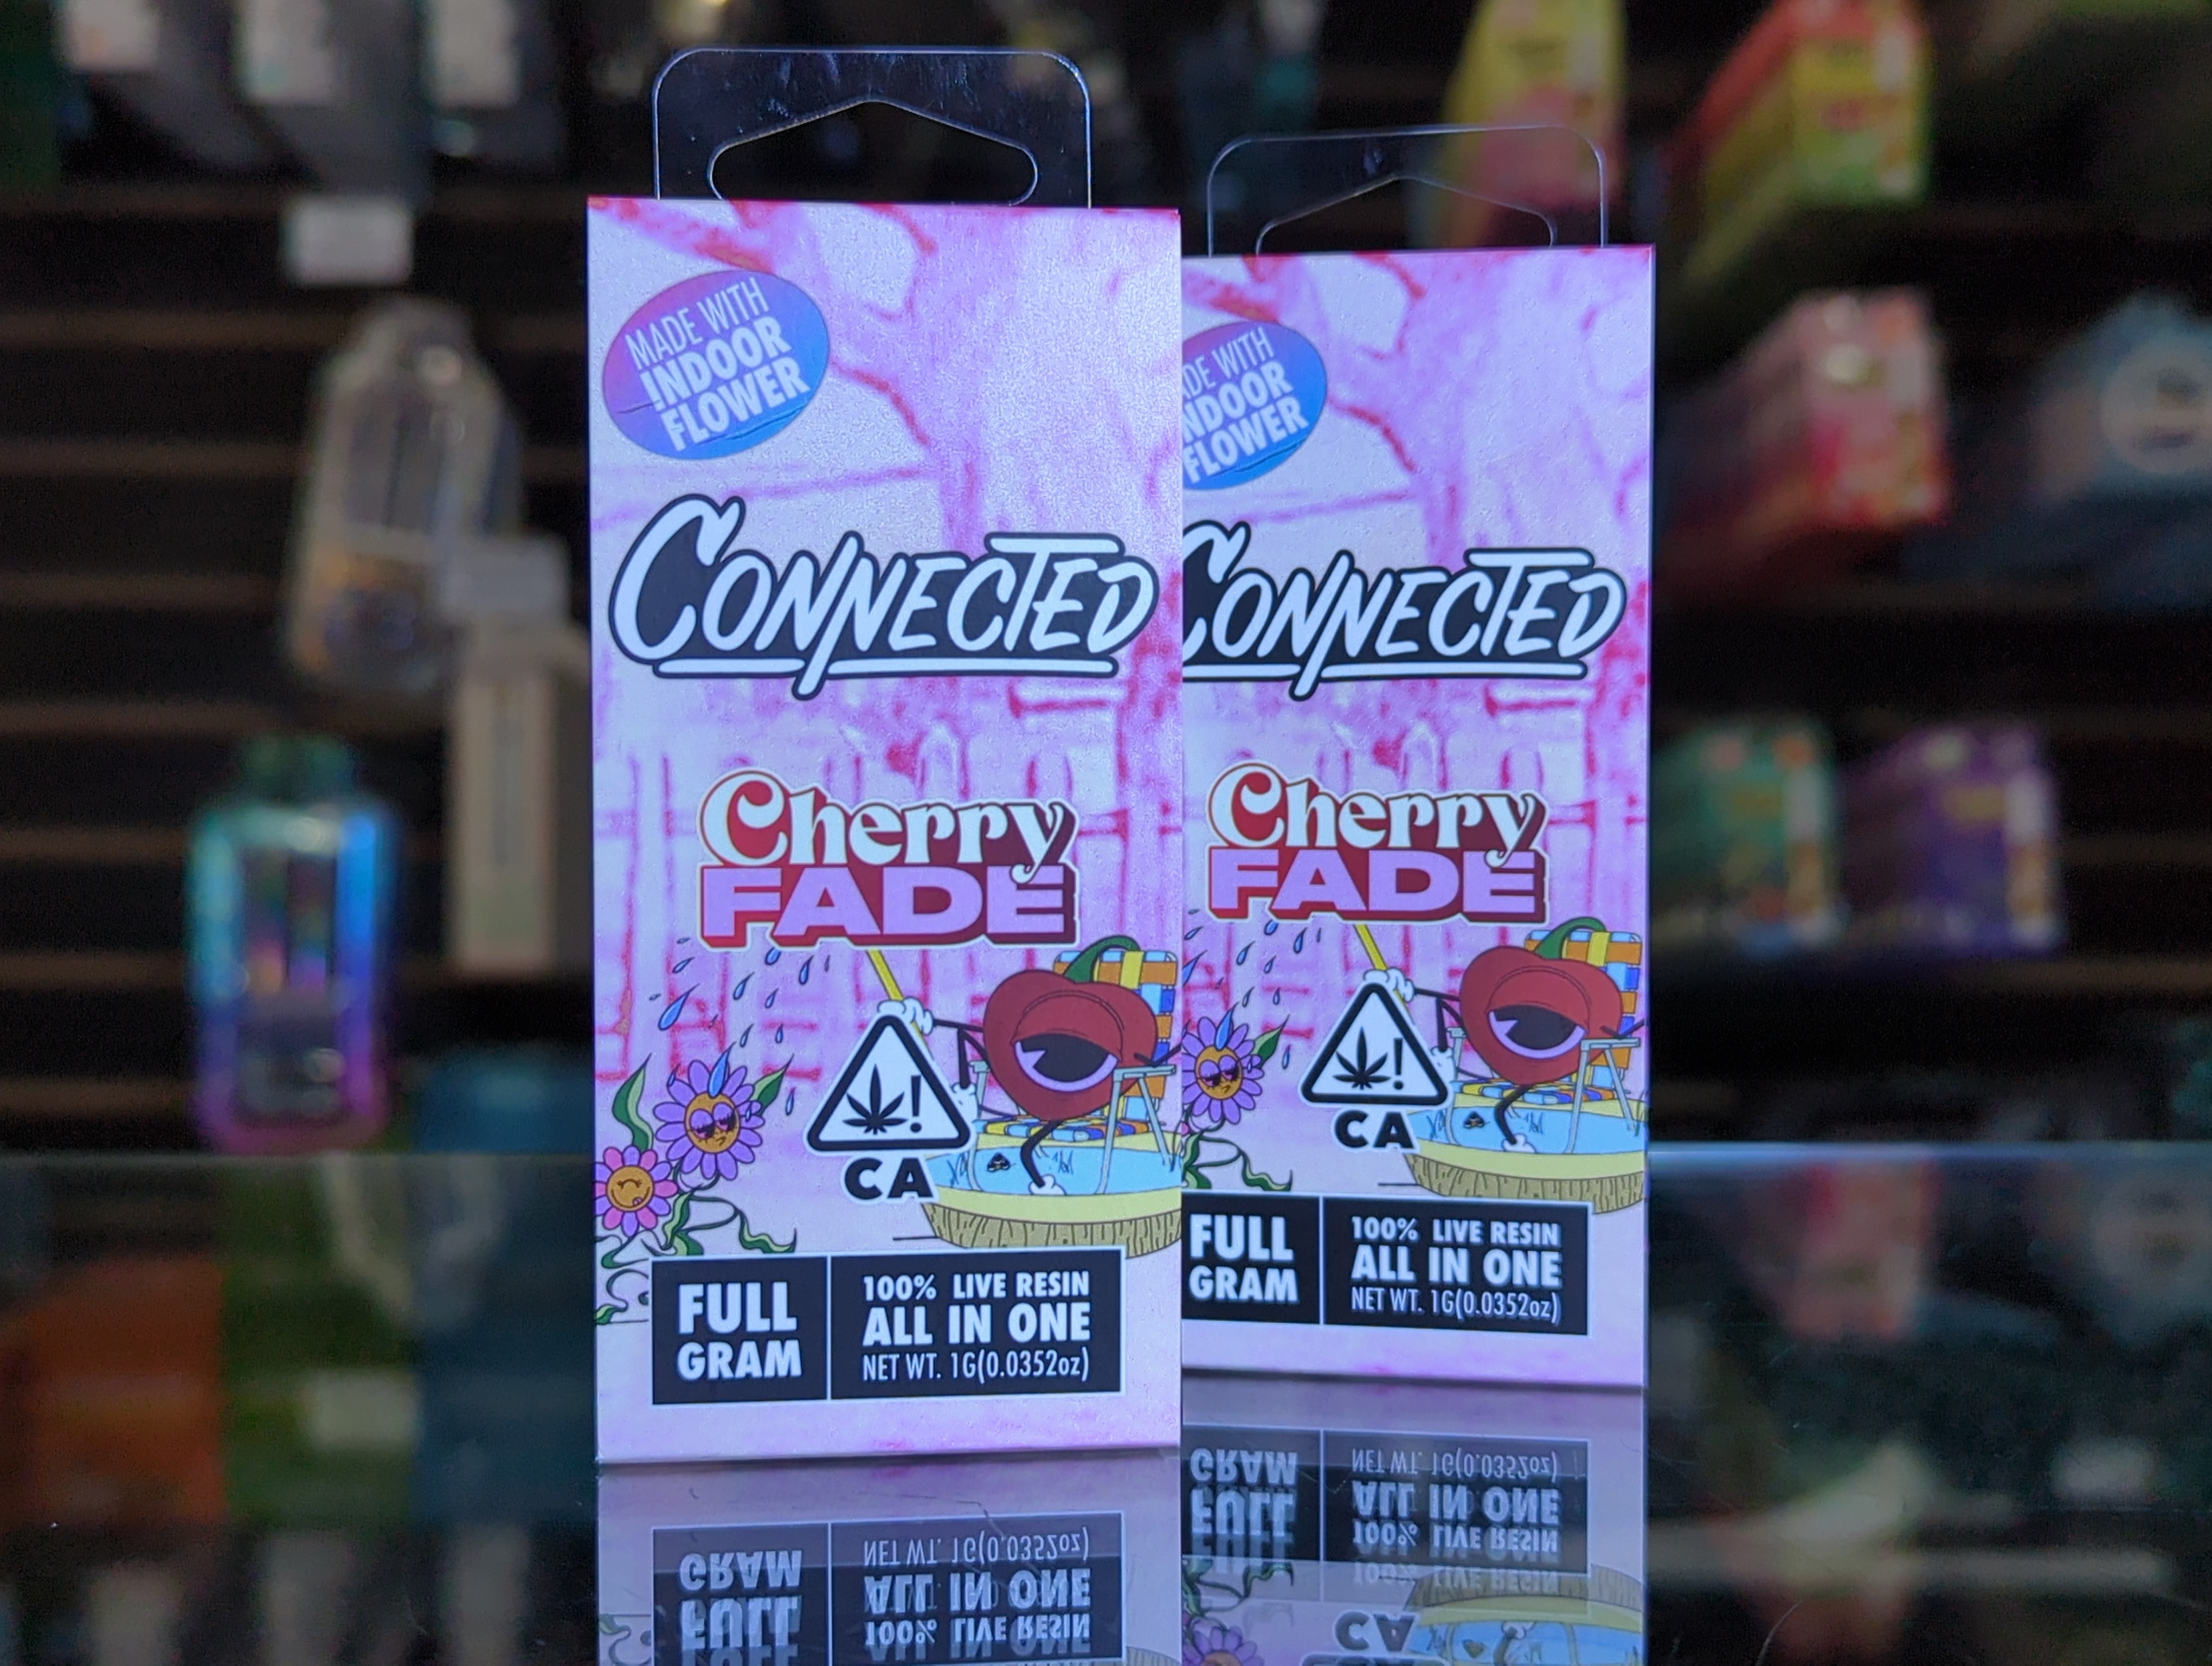 MADE WITH
INDOOR
FLOWER
CONNECTED
Cherry
FADE
CA
FULL
GRAM
100% LIVE RESIN
ALL IN ONE
NET WT. 1G(0.0352oz)
WITH
INDOOR
FLOWER
CONNECTED
Cherry
FADE
CA
FULL
GRAM
100% LIVE RESIN
ALL IN ONE
NET WT. 1G(0.0352oz)